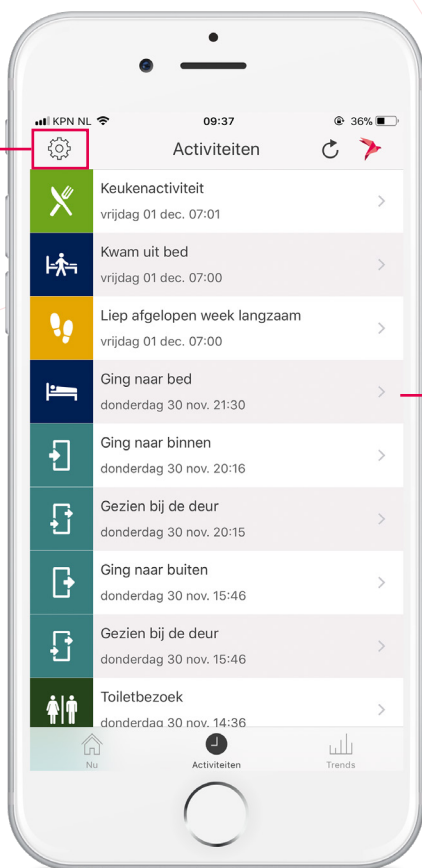 KPN NL
09:37
36%
Activiteiten
Keukenactiviteit
vrijdag 01 dec. 07:01
Kwam uit bed
vrijdag 01 dec. 07:00
Liep afgelopen week langzaam
vrijdag 01 dec. 07:00
Ging naar bed
donderdag 30 nov. 21:30
Ging naar binnen
donderdag 30 nov. 20:16
Gezien bij de deur
donderdag 30 nov. 20:15
Ging naar buiten
donderdag 30 nov. 15:46
Gezien bij de deur
donderdag 30 nov. 15:46
Toiletbezoek
donderdag 30 nov. 14:36
Nu
Activiteiten
Trends